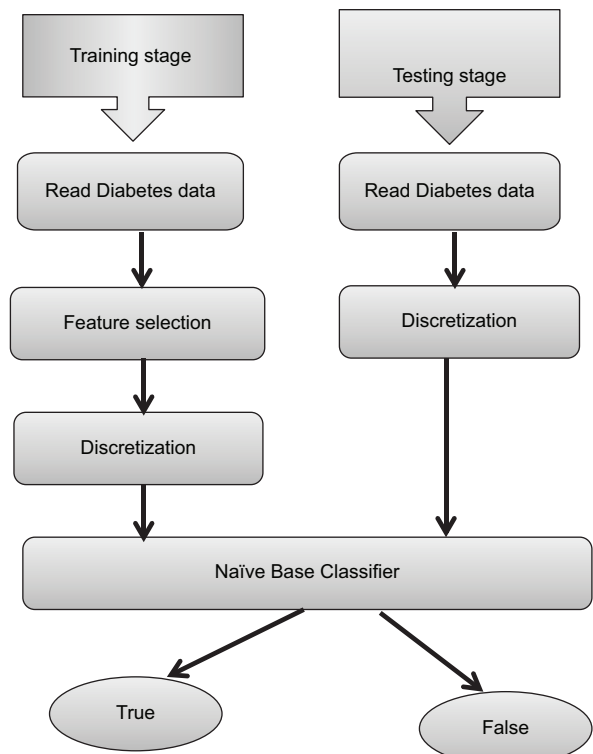 Training stage
Testing stage
Read Diabetes data
Read Diabetes data
Feature selection
Discretization
Discretization
Naïve Base Classifier
True
False